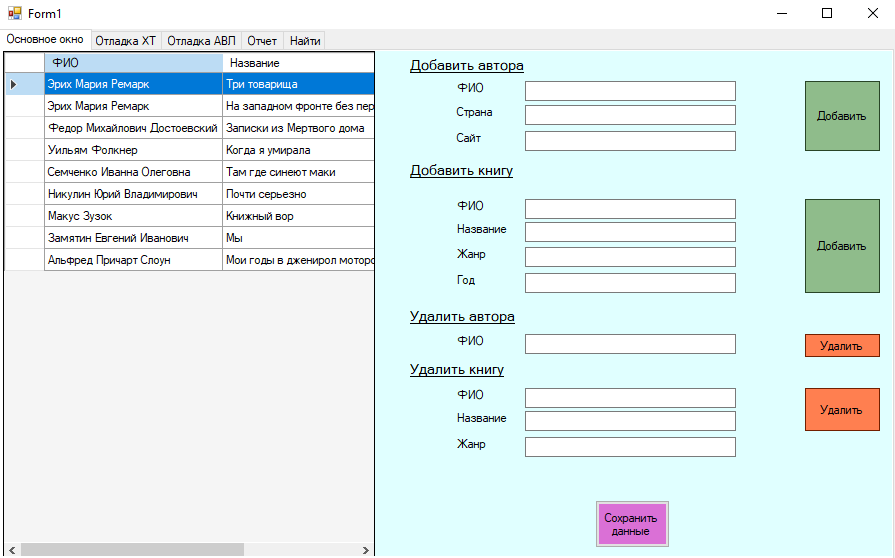 Form1
Основное окно Отладка ХТ Отладка АВЛ Отчет Найти
ФИО Название
Эрих Мария Ремарк Три товарища
Эрих Мария Ремарк На западном фронте без пер
Федор Михайлович Достоевский Записки из Мертвого дома
Уильям Фолкнер Когда я умирала
Семченко Иванна Олеговна Там где синеют маки
Никулин Юрий Владимирович Почти серьезно
Макус Зузок Книжный вор
Замятин Евгений Иванович Мы
Альфред Причарт Слоун Мои годы в дженирол моторс
Добавить автора
ФИО
Страна
Сайт
Добавить
Добавить книгу
ФИО
Название
Жанр
Год
Добавить
Удалить автора
ФИО
Удалить
Удалить книгу
ФИО
Название
Жанр
Удалить
Сохранить
данные